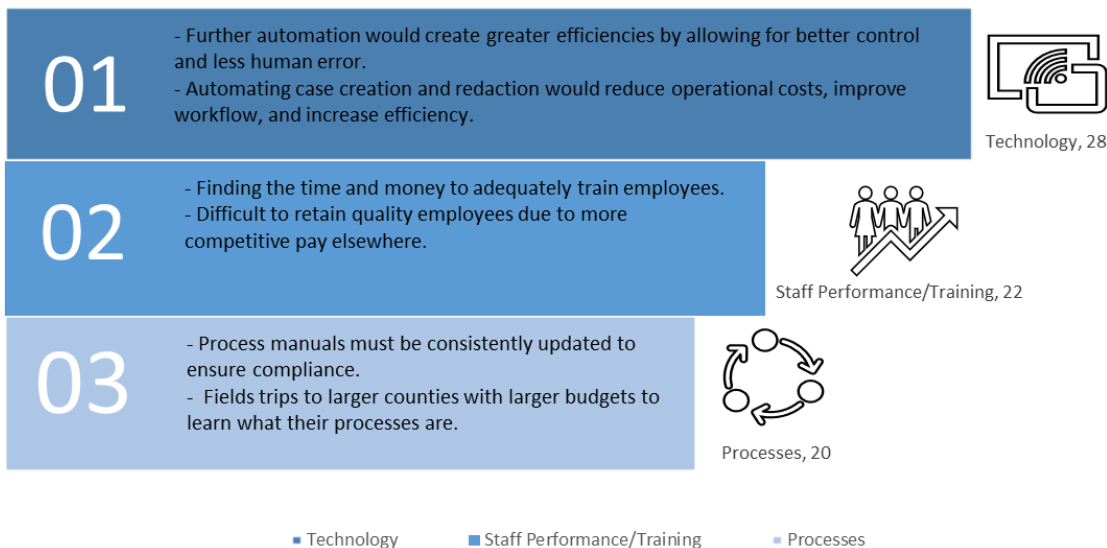 01
- Further automation would create greater efficiencies by allowing for better control
and less human error.
- Automating case creation and redaction would reduce operational costs, improve
workflow, and increase efficiency.
Technology, 28
02
- Finding the time and money to adequately train employees.
- Difficult to retain quality employees due to more
competitive pay elsewhere.
Staff Performance/Training, 22
03
- Process manuals must be consistently updated to
ensure compliance.
- Fields trips to larger counties with larger budgets to
learn what their processes are.
Processes, 20
Technology Staff Performance/Training Processes